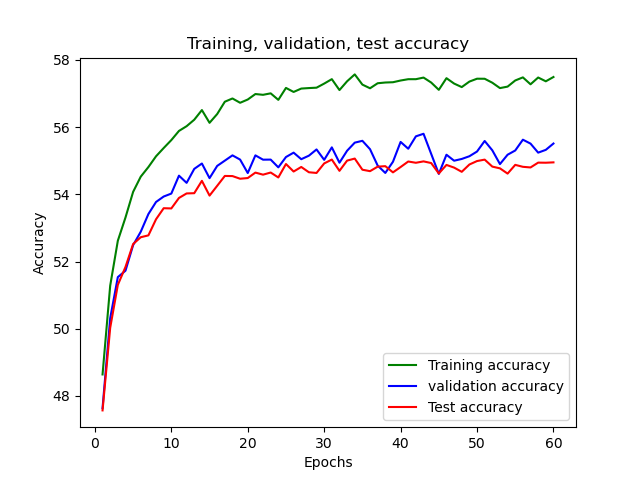 Training, validation, test accuracy
58
56
54
52
50
48
Accuracy
0
10
20
30
40
50
60
Epochs
Training accuracy
validation accuracy
Test accuracy